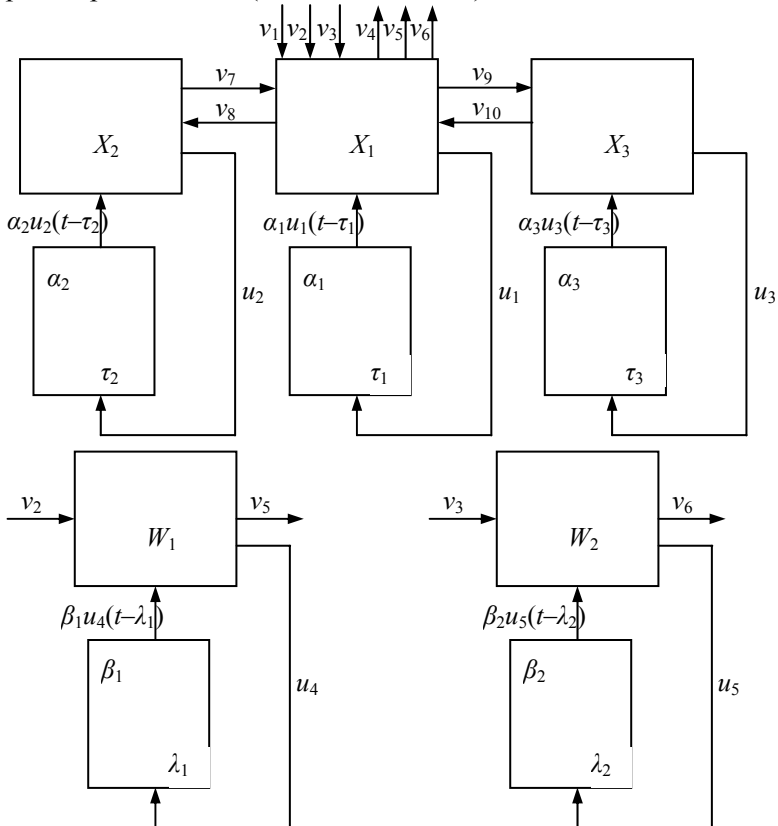 v1 v2 v3 v4 v5 v6
v7 v9
v8 v10
X2 X1 X3
α2u2(t–τ2) α1u1(t–τ1) α3u3(t–τ3)
α2 α1 α3
u2 u1 u3
τ2 τ1 τ3
v2 v5 v3 v6
W1 W2
β1u4(t–λ1) β2u5(t–λ2)
β1 β2
u4 u5
λ1 λ2